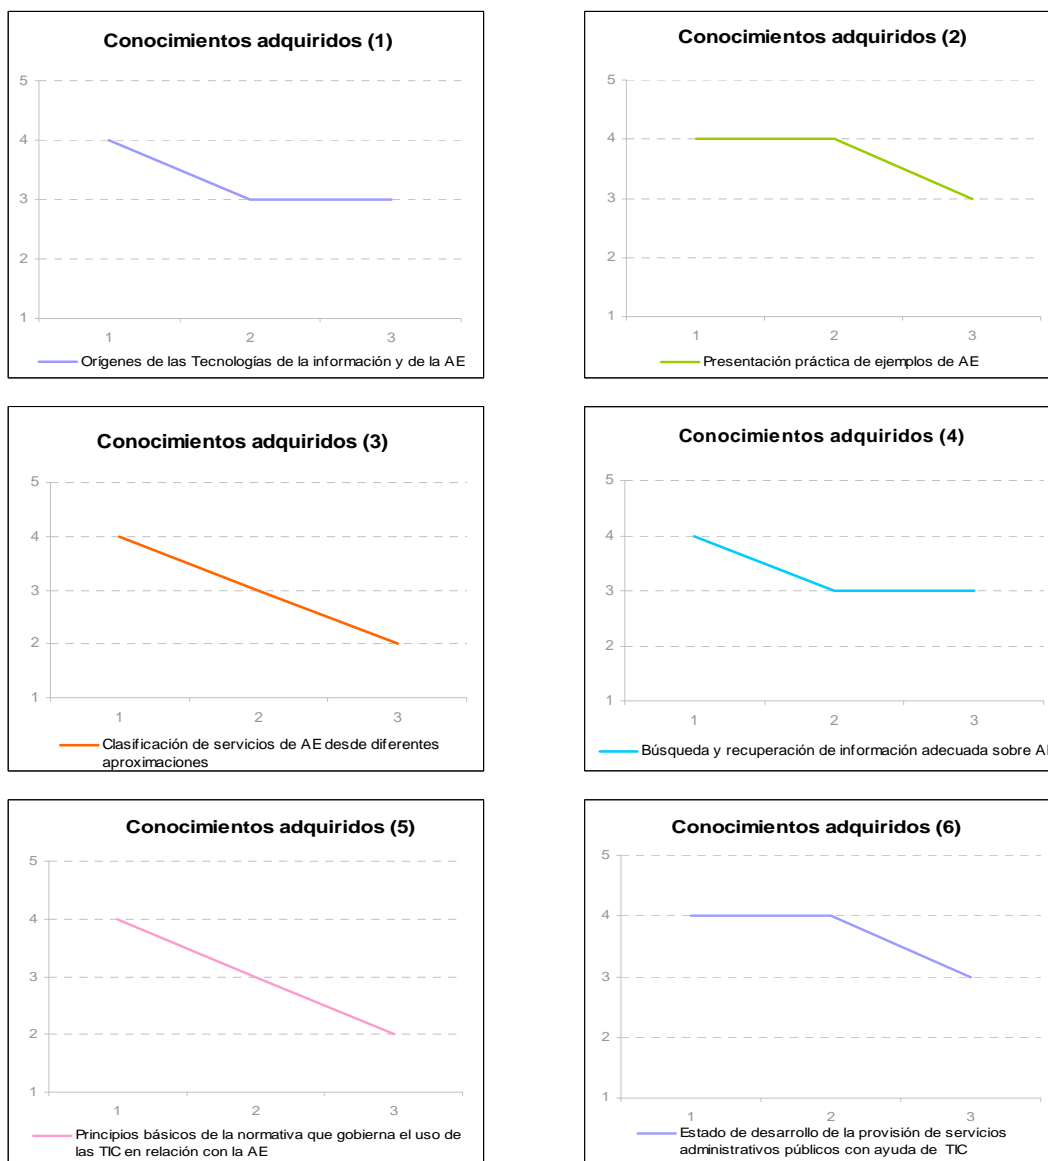 Conocimientos adquiridos (1)
5
4
3
2
1
1 2 3
Orígenes de las Tecnologías de la información y de la AE
Conocimientos adquiridos (2)
5
4
3
2
1
1 2 3
Presentación práctica de ejemplos de AE
Conocimientos adquiridos (3)
5
4
3
2
1
1 2 3
Clasificación de servicios de AE desde diferentes
aproximaciones
Conocimientos adquiridos (4)
5
4
3
2
1
1 2 3
Búsqueda y recuperación de información adecuada sobre
Conocimientos adquiridos (5)
5
4
3
2
1
1 2 3
Principios básicos de la normativa que gobierna el uso de
las TIC en relación con la AE
Conocimientos adquiridos (6)
5
4
3
2
1
1 2 3
Estado de desarrollo de la provisión de servicios
administrativos públicos con ayuda de TIC